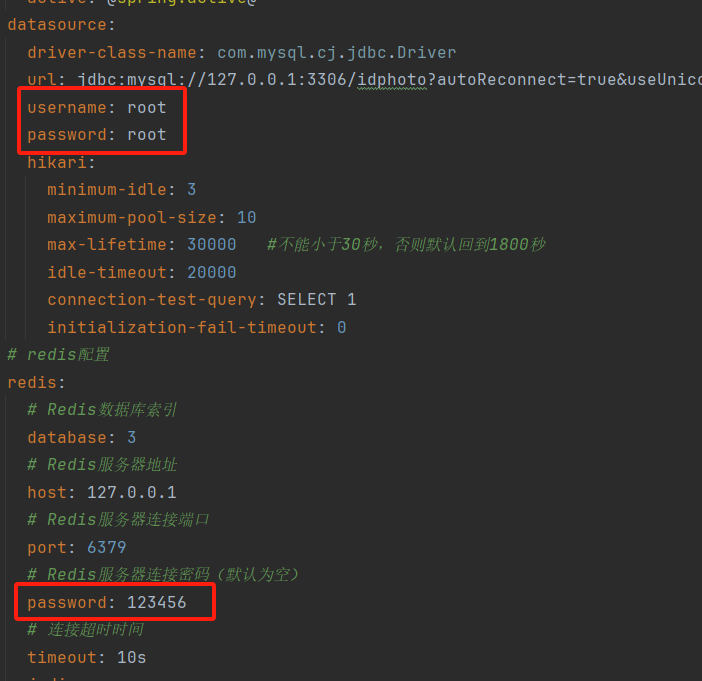 active: @spring.active@
datasource:
driver-class-name: com.mysql.cj.jdbc.Driver
url: jdbc:mysql://127.0.0.1:3306/idphoto?autoReconnect=true&useUnico
username: root
password: root
hikari:
minimum-idle: 3
maximum-pool-size: 10
max-lifetime: 30000 #不能小于30秒，否则默认回到1800秒
idle-timeout: 20000
connection-test-query: SELECT 1
initialization-fail-timeout: 0
# redis配置
redis:
# Redis数据库索引
database: 3
# Redis服务器地址
host: 127.0.0.1
# Redis服务器连接端口
port: 6379
# Redis服务器连接密码（默认为空）
password: 123456
# 连接超时时间
timeout: 10s